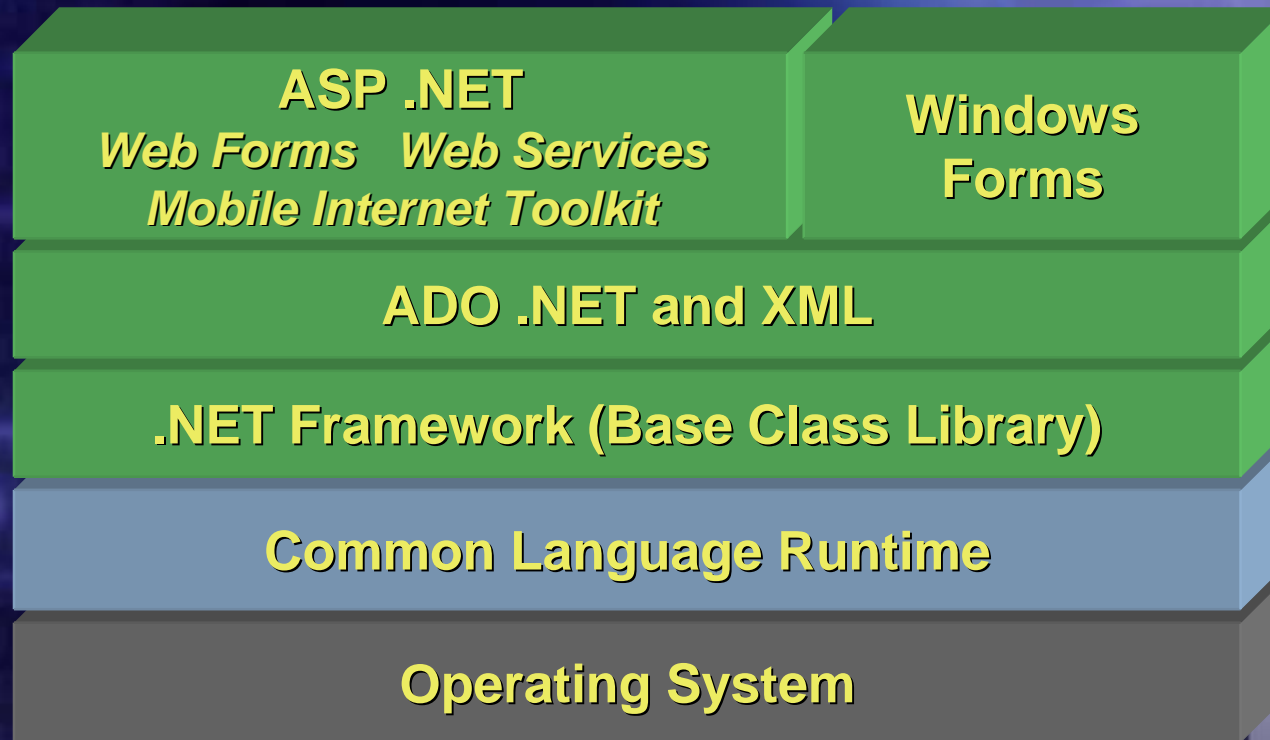 ASP .NET
Web Forms   Web Services
Mobile Internet Toolkit
Windows
Forms
ADO .NET and XML
.NET Framework (Base Class Library)
Common Language Runtime
Operating System